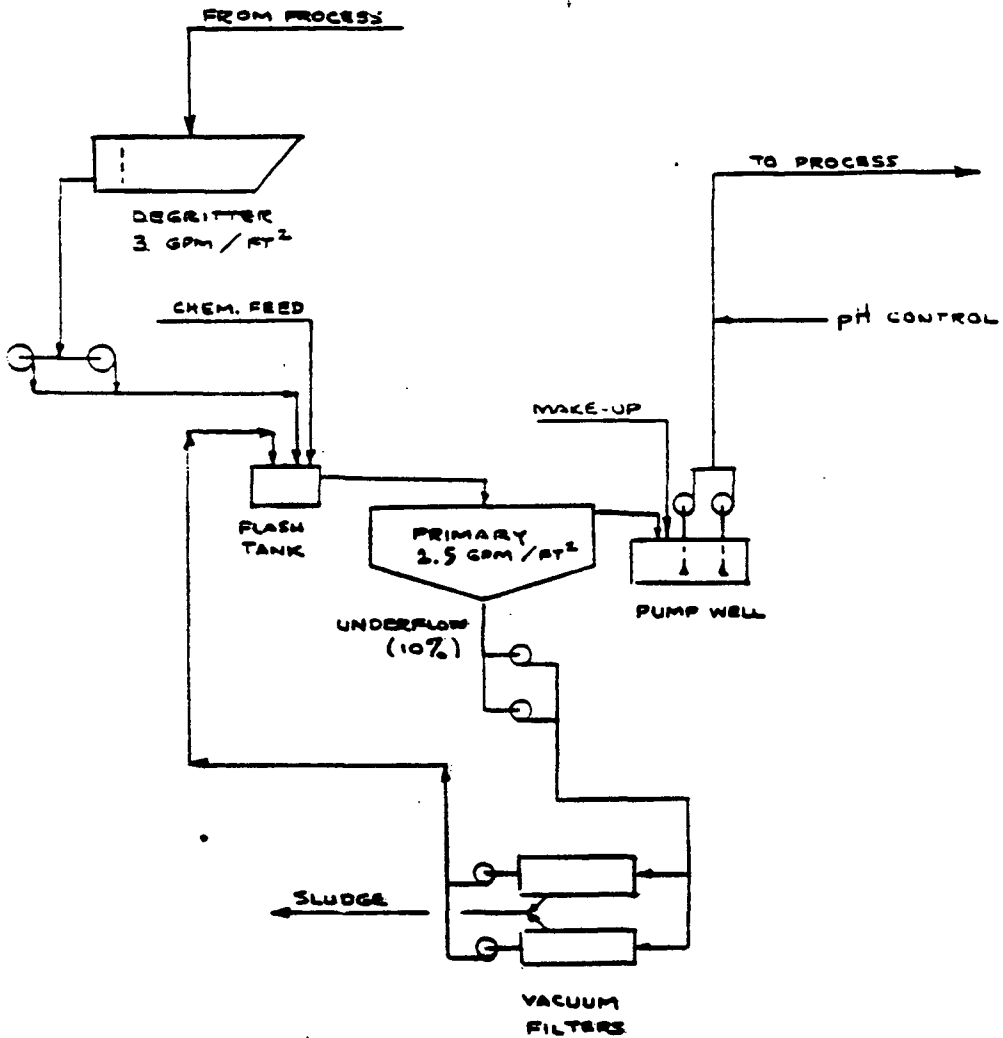 FROM PROCESS
TO PROCESS
DEGRITTER
3 GPM / FT²
CHEM. FEED
pH CONTROL
MAKE-UP
FLASH
TANK
PRIMARY
2.5 GPM / FT²
PUMP WELL
UNDERFLOW
(10%)
SLUDGE
VACUUM
FILTERS